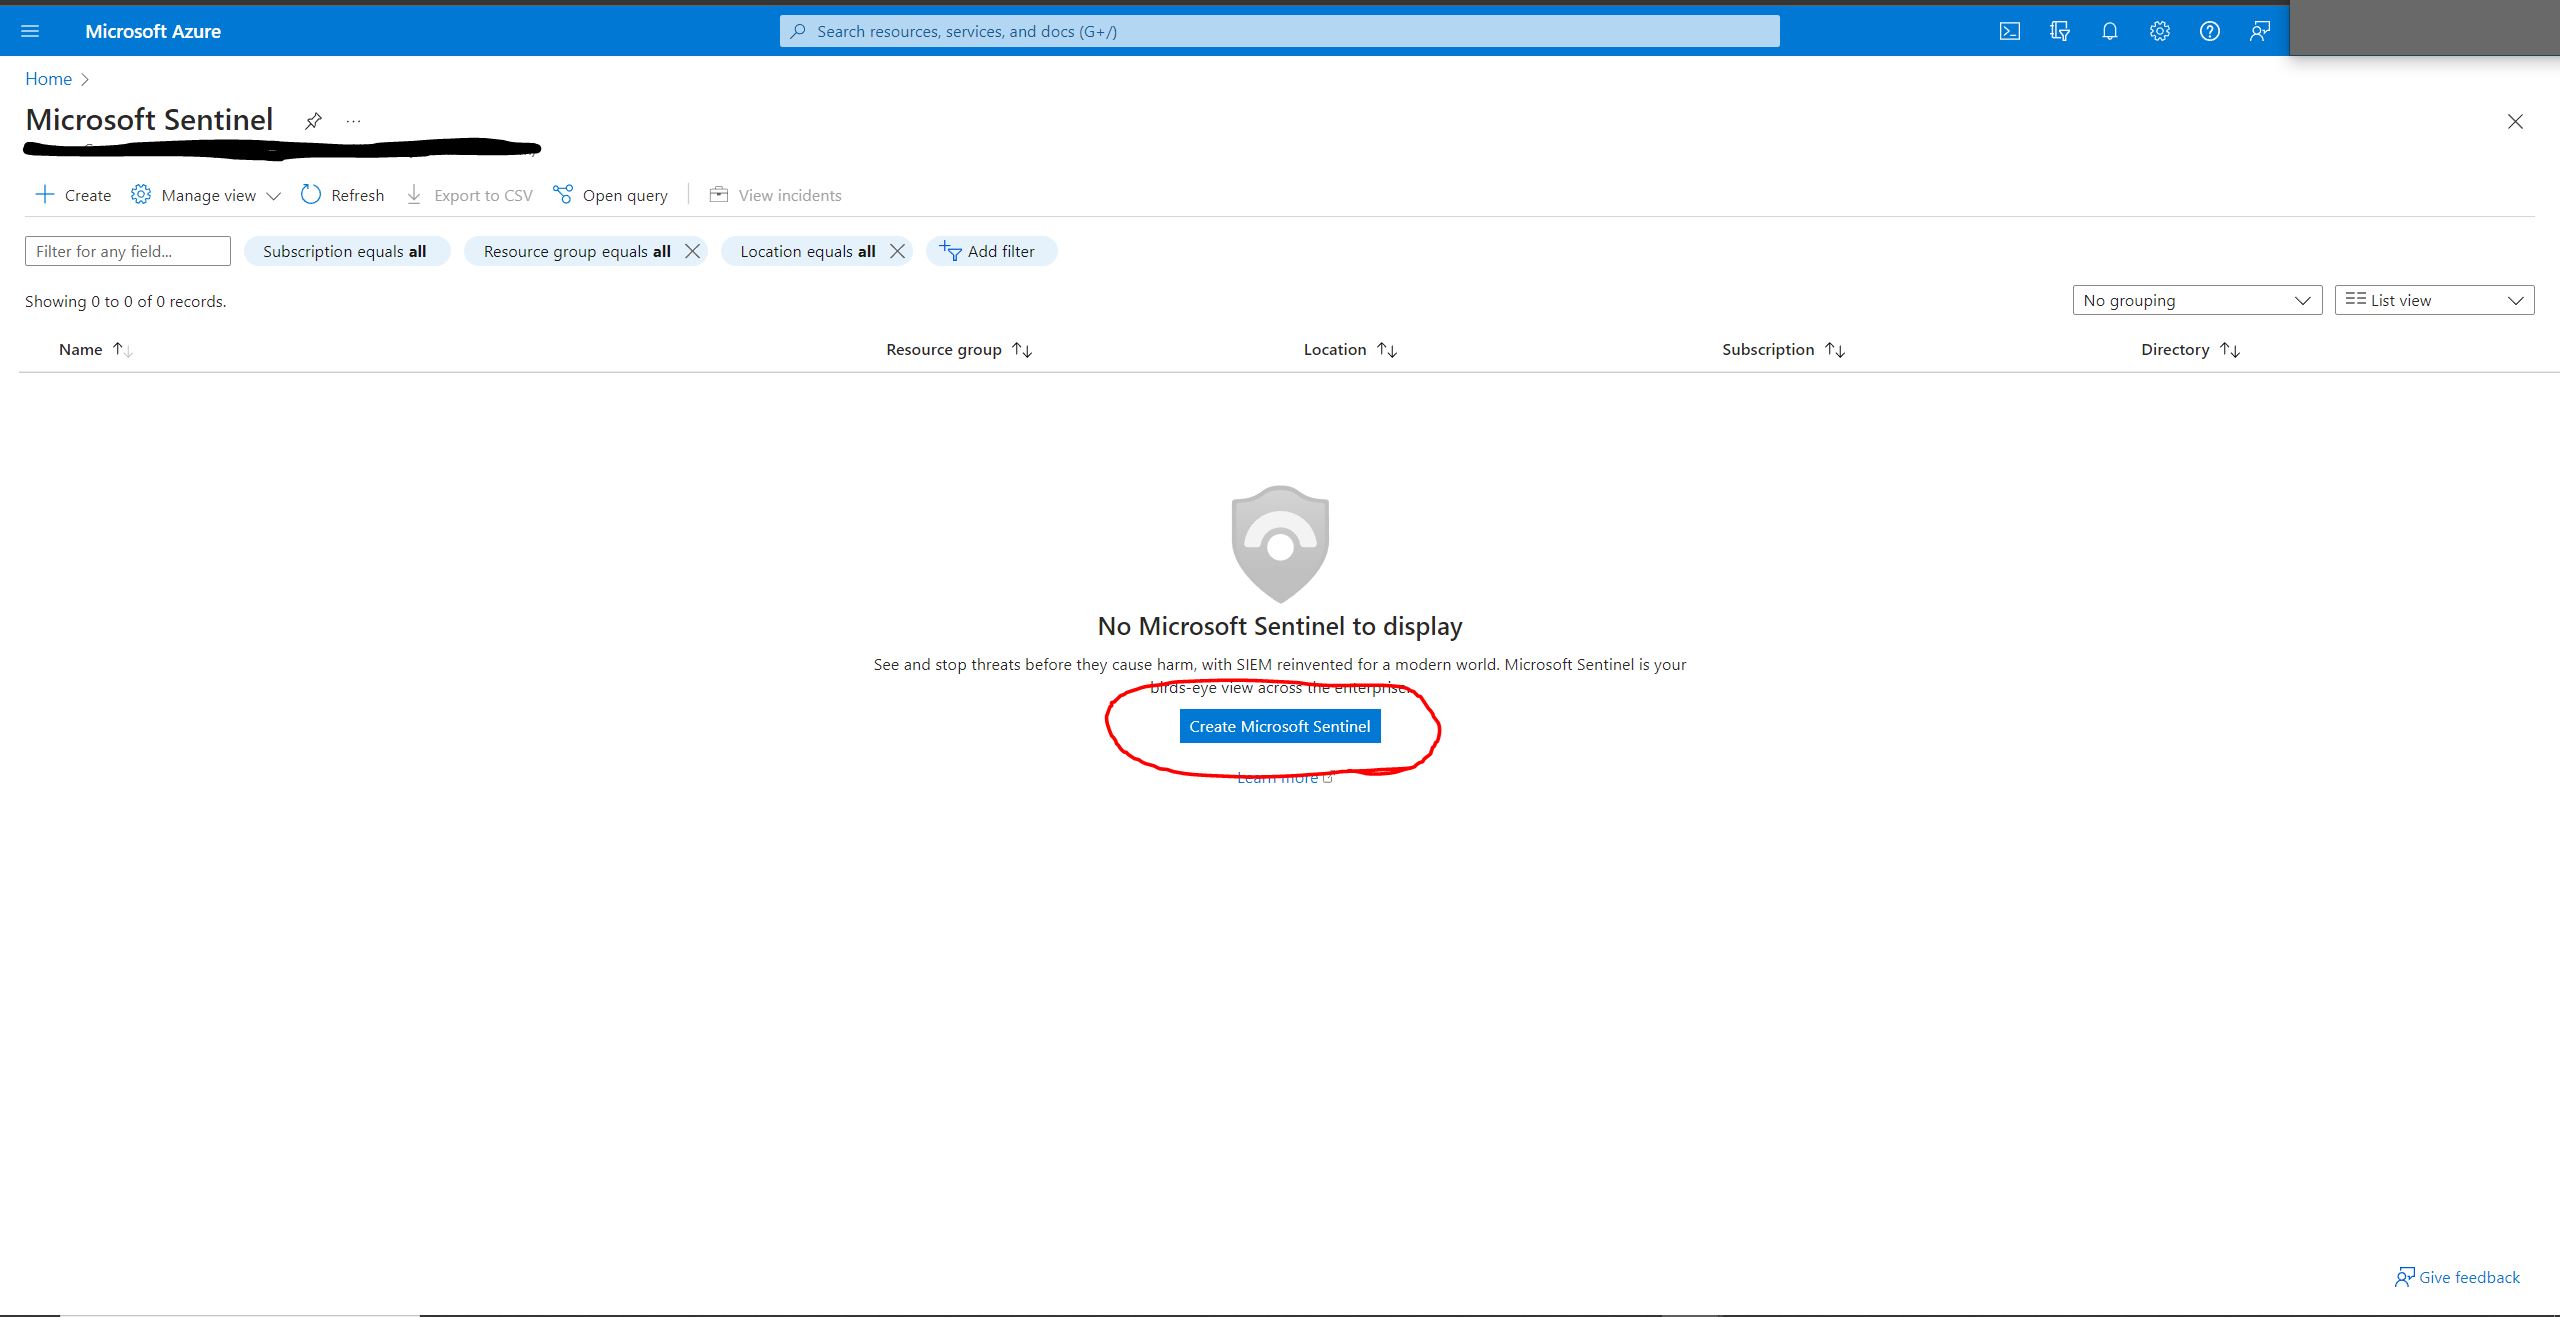 Microsoft Azure
Search resources, services, and docs (G+/)
Home
Microsoft Sentinel
Create
Manage view
Refresh
Export to CSV
Open query
View incidents
Filter for any field...
Subscription equals all
Resource group equals all
Location equals all
Add filter
Showing 0 to 0 of 0 records.
No grouping
List view
Name
Resource group
Location
Subscription
Directory
No Microsoft Sentinel to display
See and stop threats before they cause harm, with SIEM reinvented for a modern world. Microsoft Sentinel is your
birds-eye view across the enterprise.
Create Microsoft Sentinel
Learn more
Give feedback